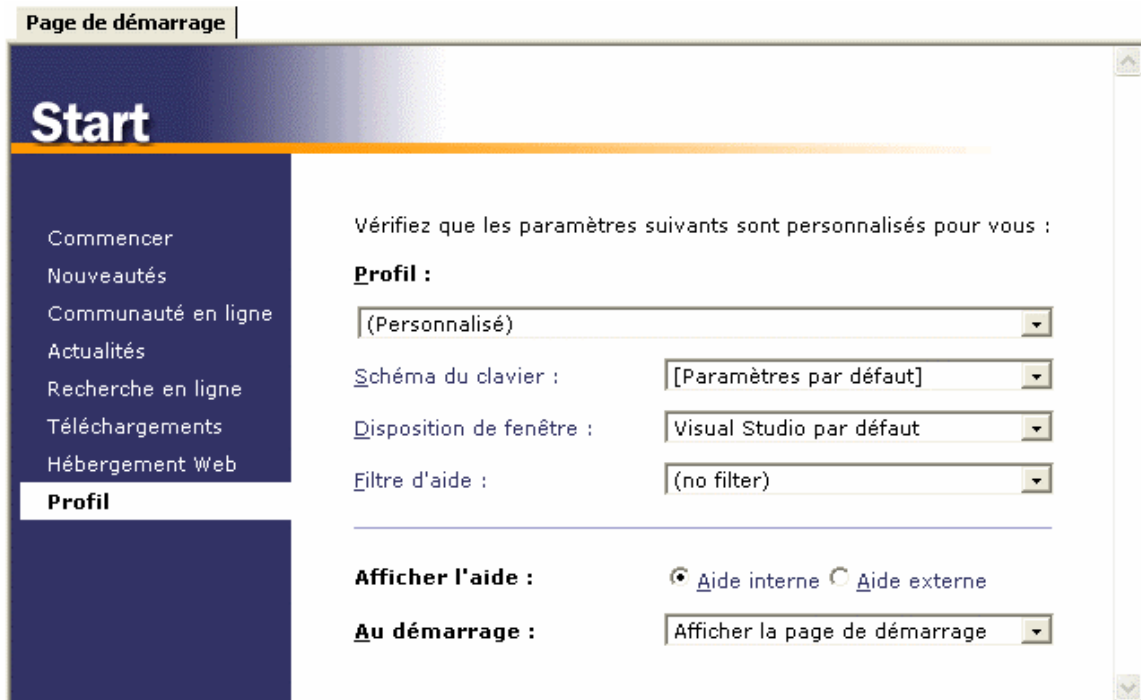 Page de démarrage
Start
Commencer
Nouveautés
Communauté en ligne
Actualités
Recherche en ligne
Téléchargements
Hébergement Web
Profil
Vérifiez que les paramètres suivants sont personnalisés pour vous :
Profil :
(Personnalisé)
Schéma du clavier : [Paramètres par défaut]
Disposition de fenêtre : Visual Studio par défaut
Filtre d'aide : (no filter)
Afficher l'aide : Aide interne Aide externe
Au démarrage : Afficher la page de démarrage